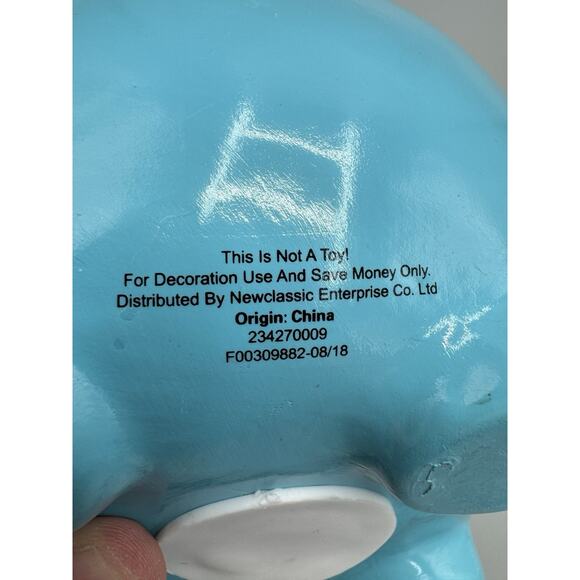 This Is Not A Toy!
For Decoration Use And Save Money Only.
Distributed By Newclassic Enterprise Co. Ltd
Origin: China
234270009
F00309882-08/18